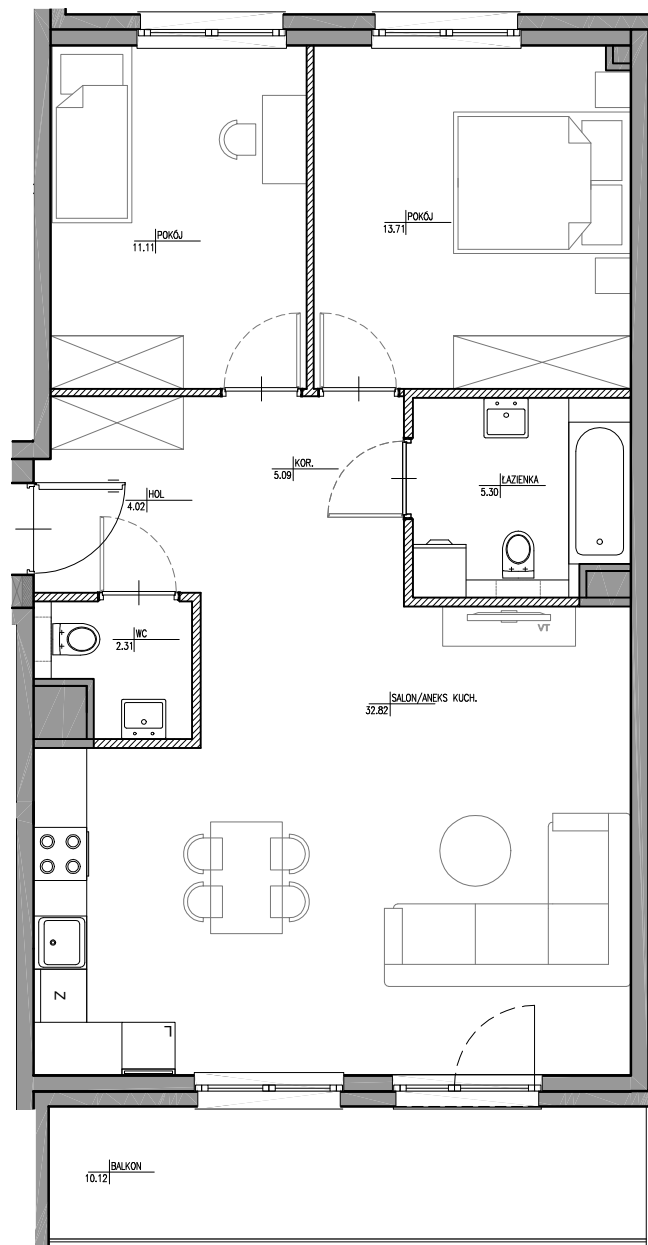 POKÓJ
11.11
POKÓJ
13.71
KOR.
5.09
HOL
4.02
ŁAZIENKA
5.30
WC
2.31
VT
SALON/ANEKS KUCH.
32.82
Z
BALKON
10.12